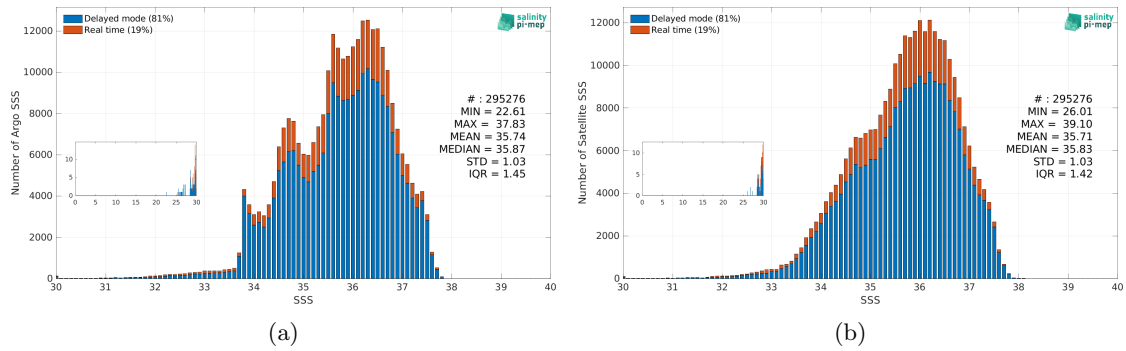 Delayed mode (81%)
Real time (19%)
salinity
pi-mep
12000
10000
8000
6000
4000
2000
0
Number of Argo SSS
# : 295276
MIN = 22.61
MAX = 37.83
MEAN = 35.74
MEDIAN = 35.87
STD = 1.03
IQR = 1.45
10
5
0
0 5 10 15 20 25 30
30 31 32 33 34 35 36 37 38 39 40
SSS
(a)
Delayed mode (81%)
Real time (19%)
salinity
pi-mep
12000
10000
8000
6000
4000
2000
0
Number of Satellite SSS
# : 295276
MIN = 26.01
MAX = 39.10
MEAN = 35.71
MEDIAN = 35.83
STD = 1.03
IQR = 1.42
10
5
0
0 5 10 15 20 25 30
30 31 32 33 34 35 36 37 38 39 40
SSS
(b)